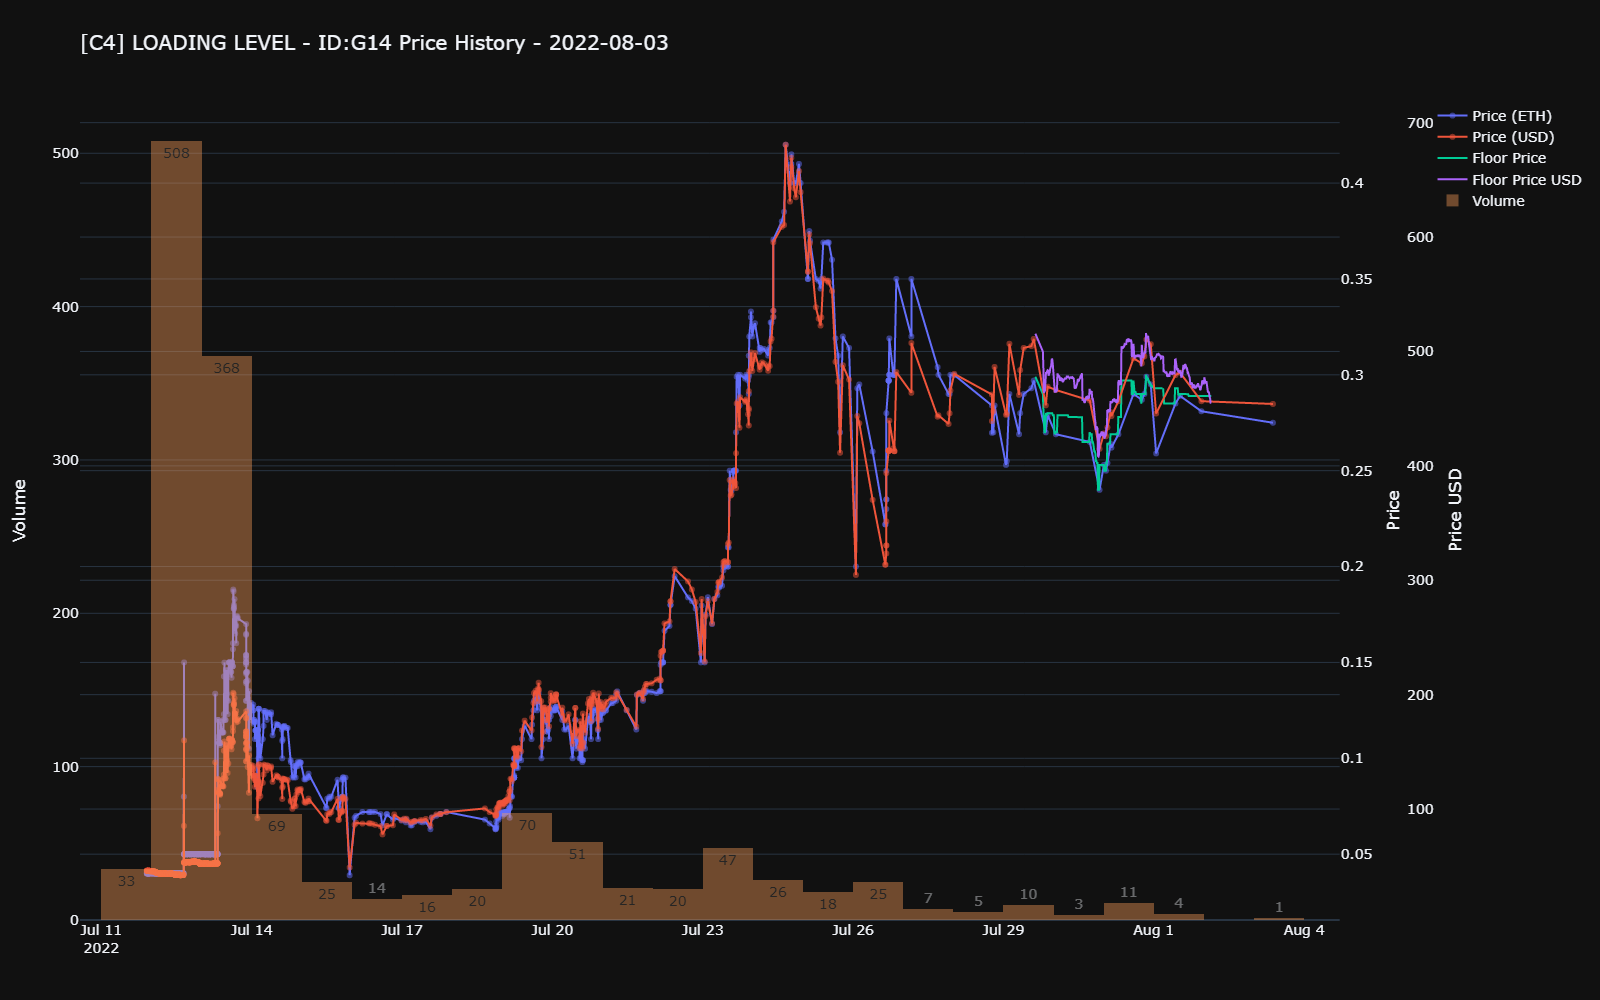 [C4] LOADING LEVEL - ID:G14 Price History - 2022-08-03
Price (ETH)
Price (USD)
Floor Price
Floor Price USD
Volume
Volume
500
400
300
200
100
0
0.4
0.35
0.3
0.25
0.2
0.15
0.1
0.05
Price
700
600
500
400
300
200
100
Price USD
33
508
368
69
25
14
16
20
70
51
21
20
47
26
18
25
7
5
10
3
11
4
1
Jul 11
2022
Jul 14
Jul 17
Jul 20
Jul 23
Jul 26
Jul 29
Aug 1
Aug 4